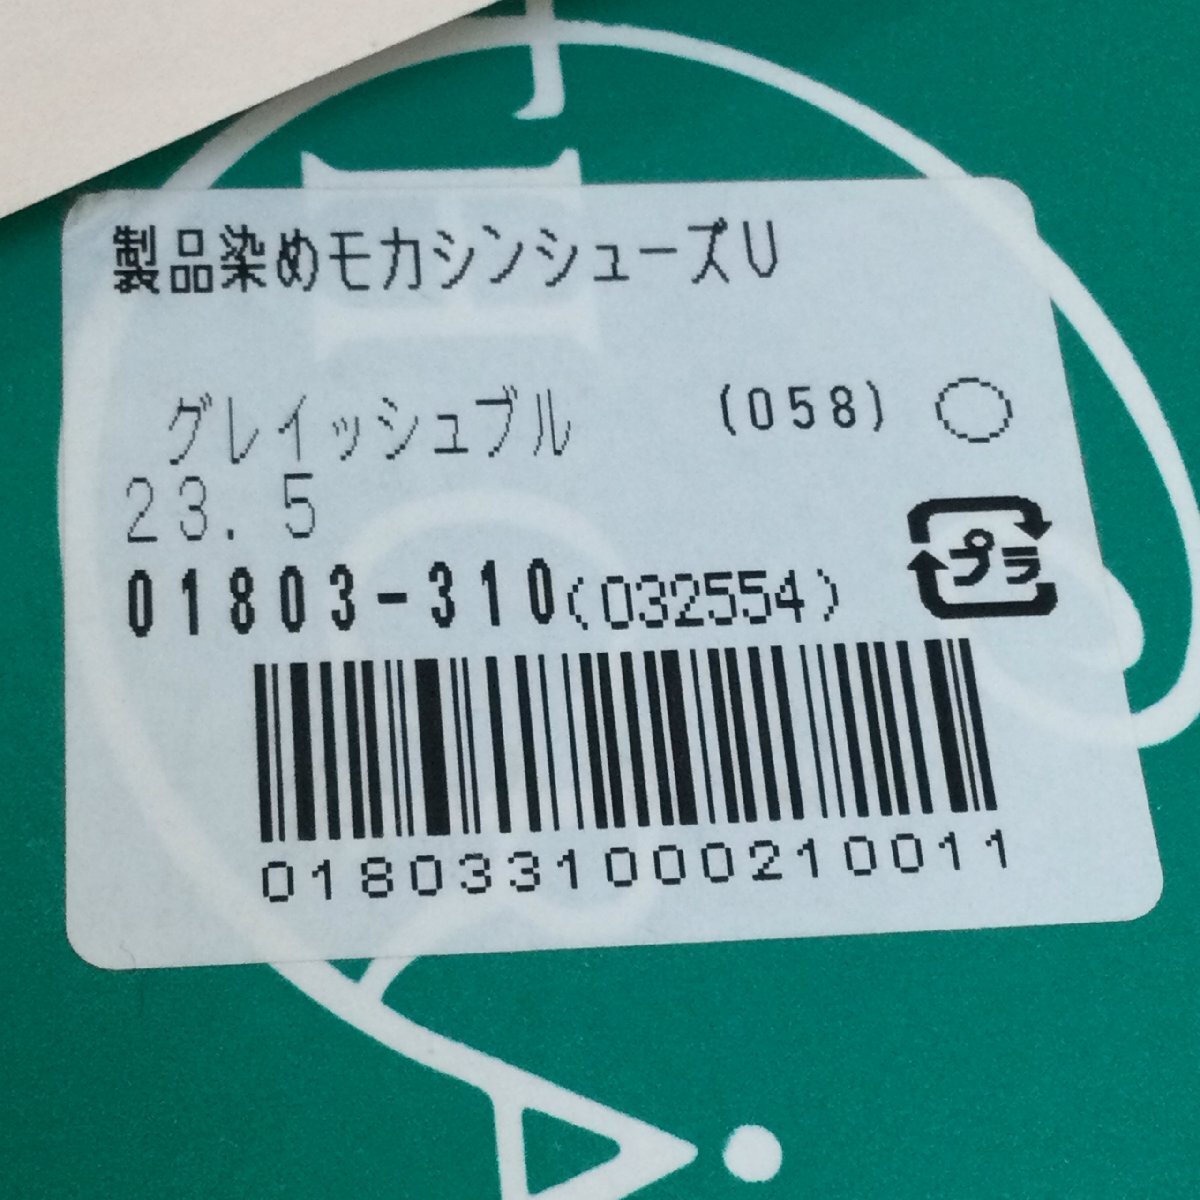 製品染めモカシンシューズU
グレイッシュブル (058) ○
23.5
プラ
01803-310(032554)
0180331000210011